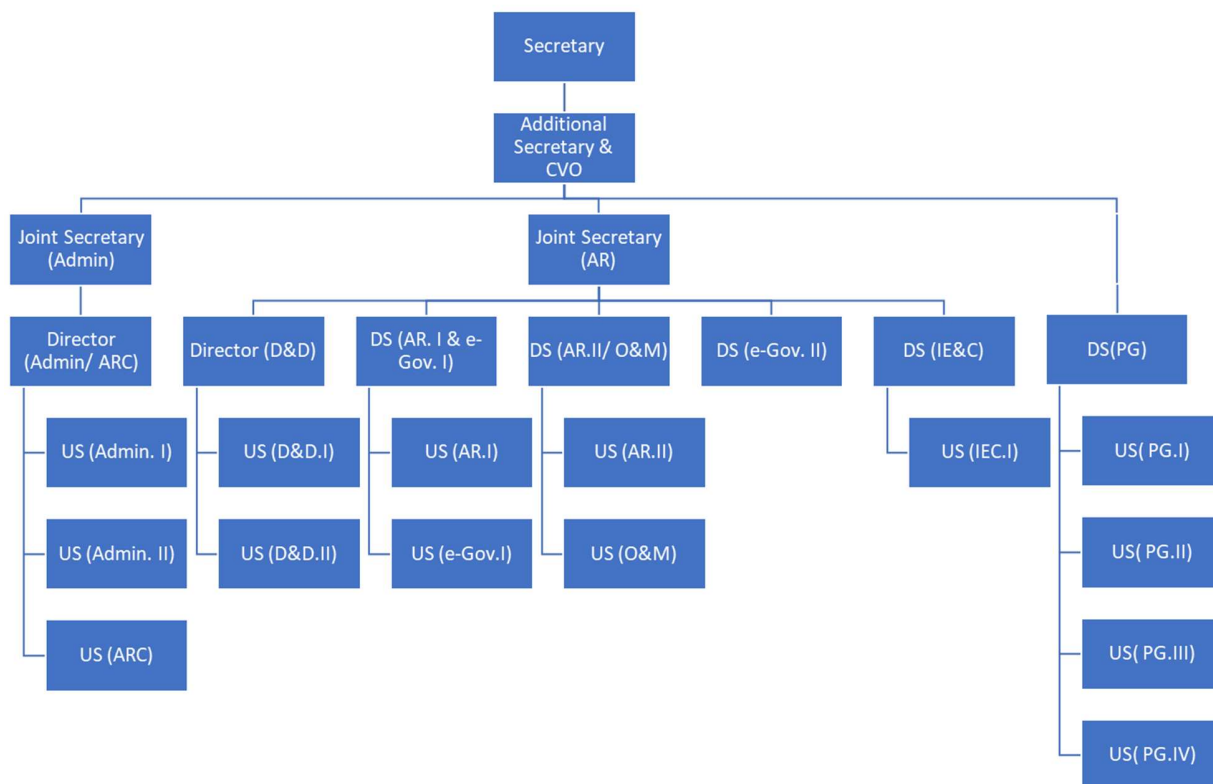 Secretary
Additional
Secretary &
CVO
Joint Secretary
(Admin)
Joint Secretary
(AR)
Director
(Admin/ ARC)
Director (D&D)
DS (AR. I & e-
Gov. I)
DS (AR.II/ O&M)
DS (e-Gov. II)
DS (IE&C)
DS(PG)
US (Admin. I)
US (D&D.I)
US (AR.I)
US (AR.II)
US (IEC.I)
US( PG.I)
US (Admin. II)
US (D&D.II)
US (e-Gov.I)
US (O&M)
US( PG.II)
US (ARC)
US( PG.III)
US( PG.IV)